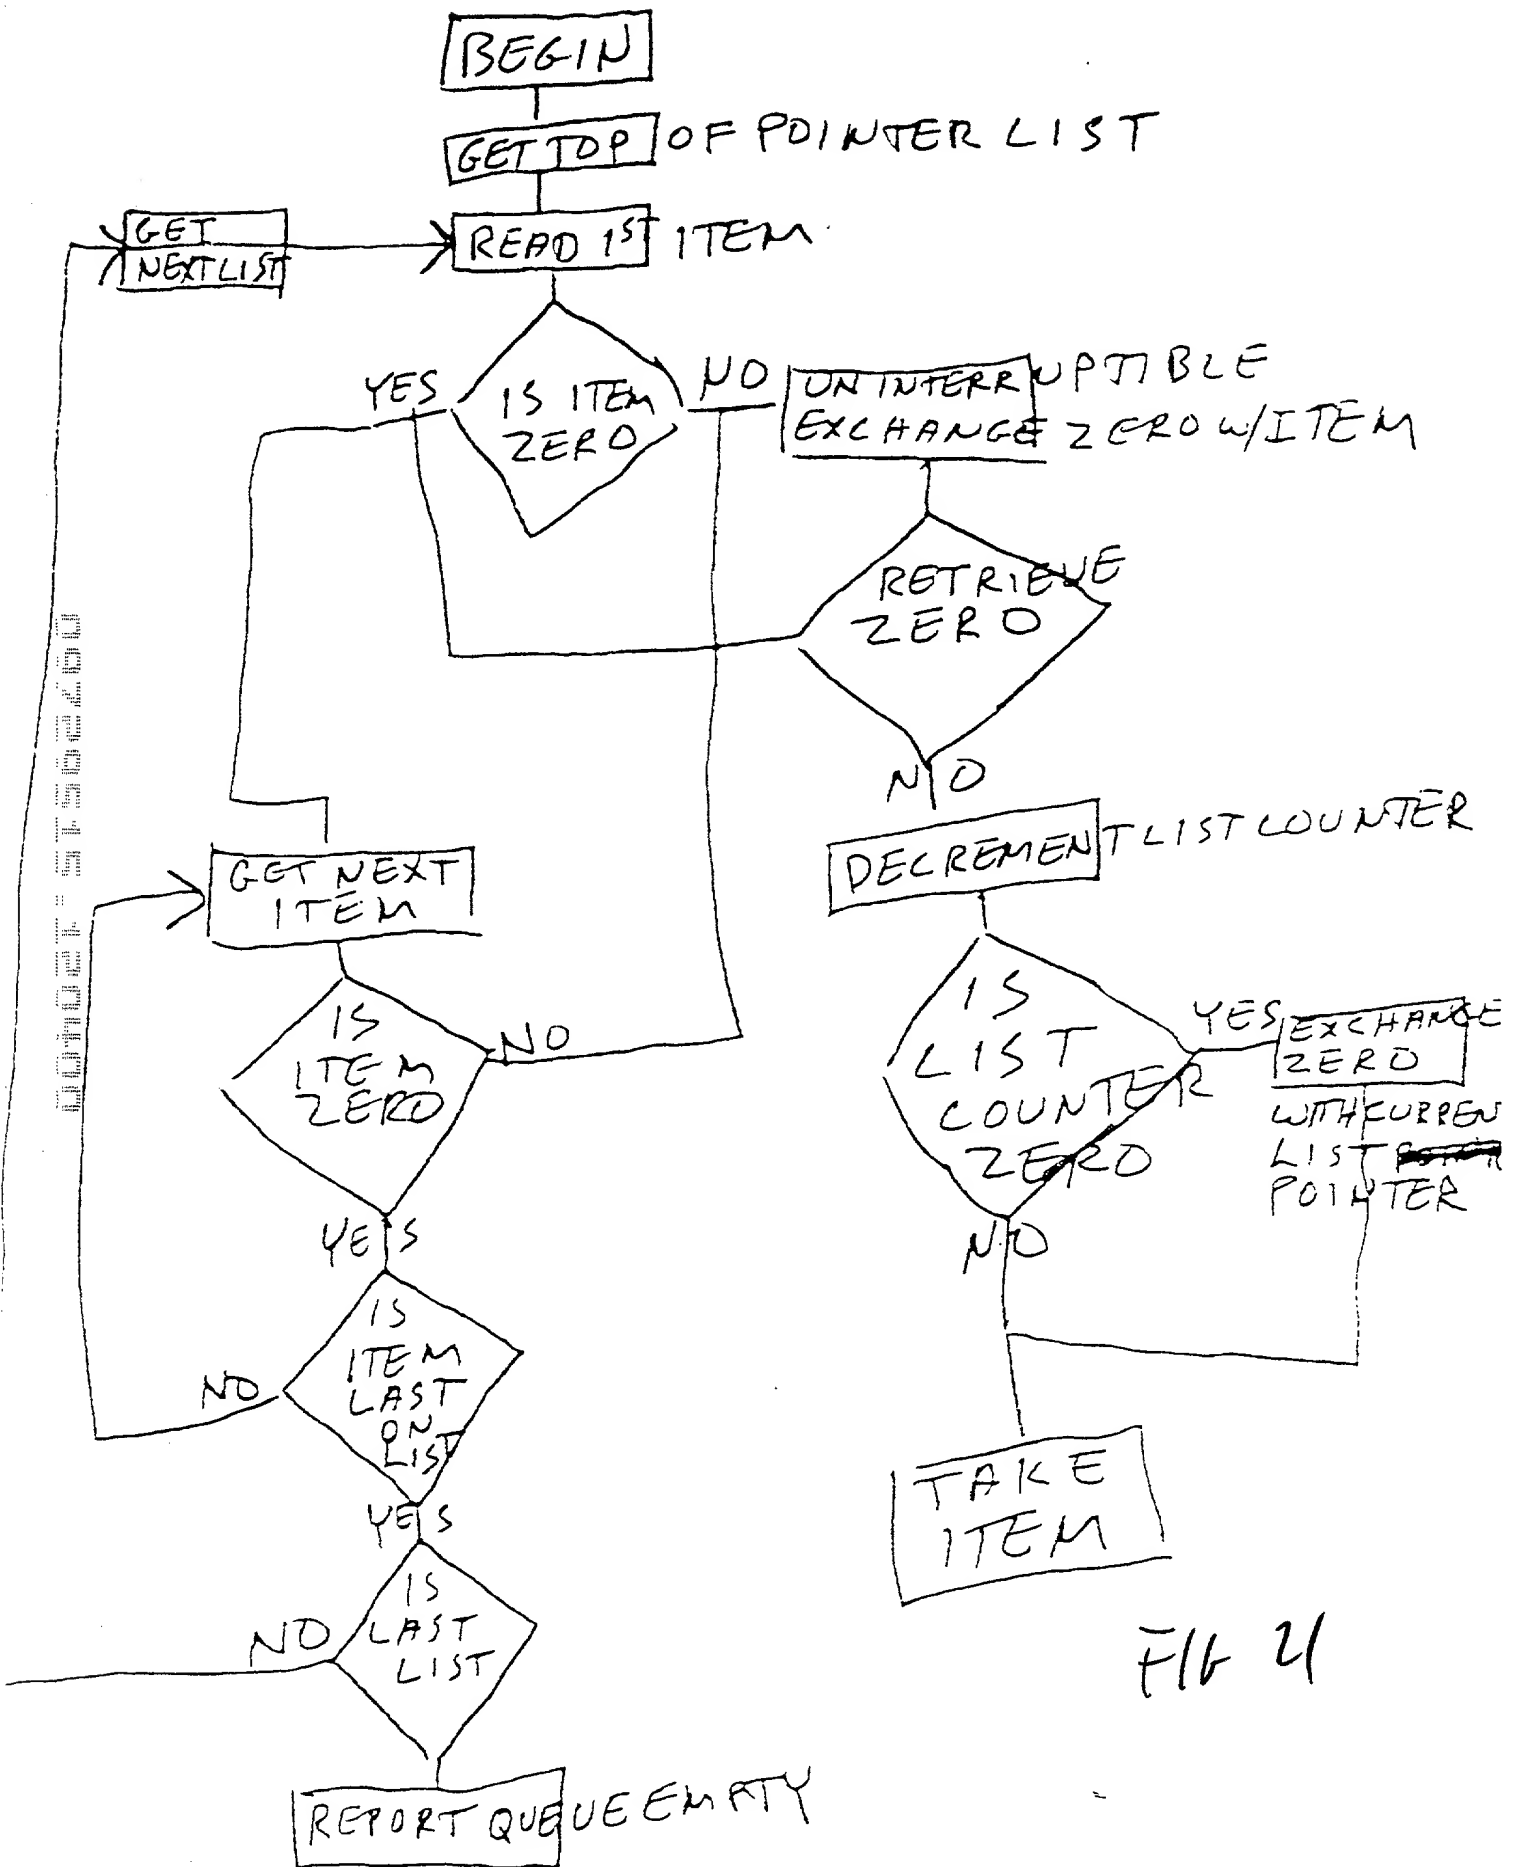 BEGIN
GET TOP OF POINTER LIST
GET
NEXT LIST
READ 1ST ITEM
YES
IS ITEM
ZERO
NO
UNINTERRUPTIBLE
EXCHANGE ZERO W/ITEM
RETRIEVE
ZERO
NO
DECREMENT LIST COUNTER
GET NEXT
ITEM
IS
ITEM
ZERO
NO
YES
IS
LIST
COUNTER
ZERO
YES
EXCHANGE
ZERO
WITH CURREN
LIST
POINTER
NO
IS
ITEM
LAST
ON
LIST
NO
YES
TAKE
ITEM
IS
LAST
LIST
NO
REPORT QUEUE EMPTY
FIG 21